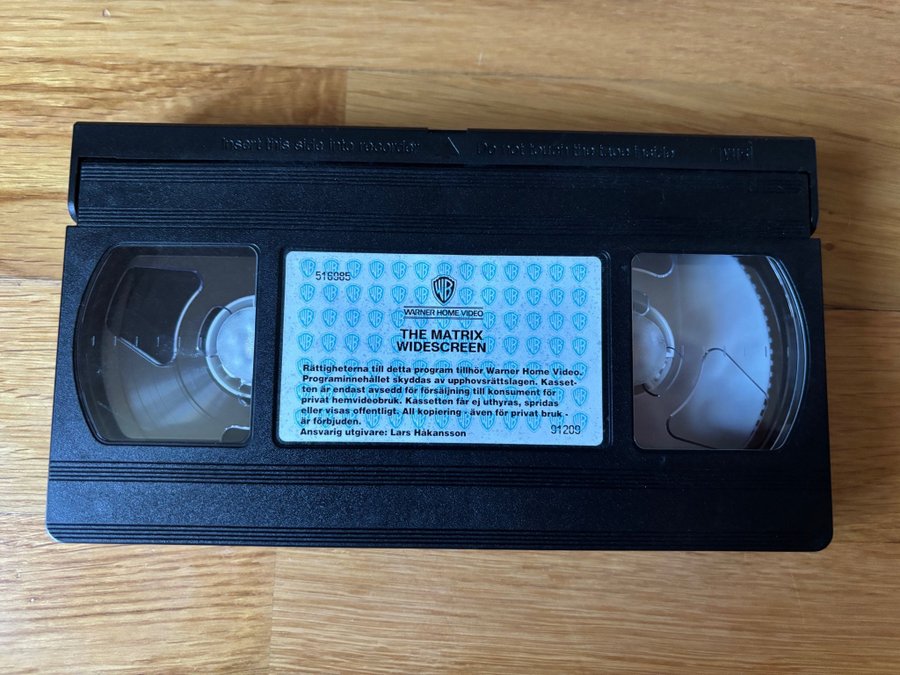 Insert this side into recorder \ Do not touch the tape inside
516985
WB
WARNER HOME VIDEO
THE MATRIX
WIDESCREEN
Rättigheterna till detta program tillhör Warner Home Video.
Programinnehållet skyddas av upphovsrättslagen. Kasset-
ten är endast avsedd för försäljning till konsument för
privat hemvideobruk. Kassetten får ej uthyras, spridas
eller visas offentligt. All kopiering - även för privat bruk -
är förbjuden.
91209
Ansvarig utgivare: Lars Håkansson